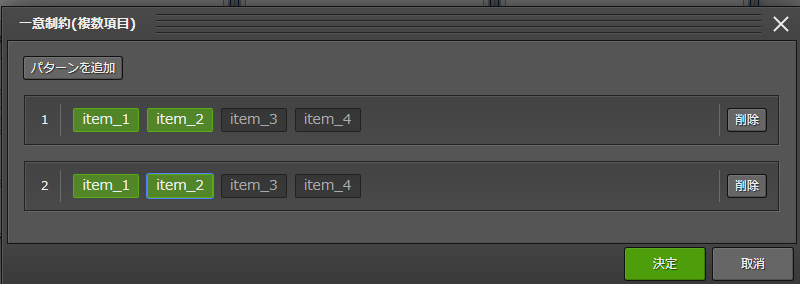 一意制約(複数項目)
パターンを追加
1 item_1 item_2 item_3 item_4 削除
2 item_1 item_2 item_3 item_4 削除
決定 取消